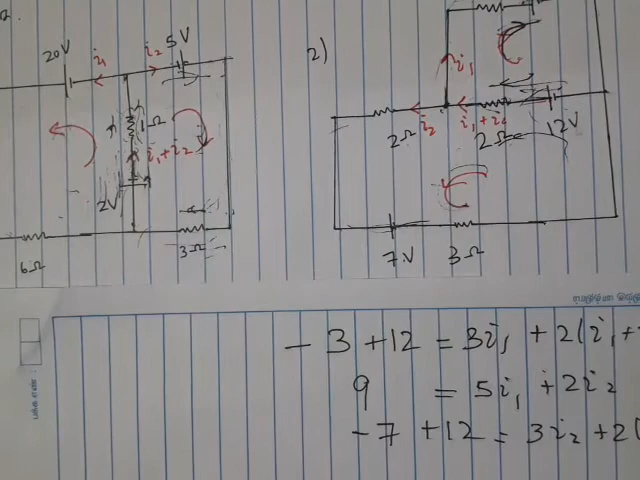 20V
i₁
i₂
5V
1Ω
i₁+i₂
2V
6Ω
3Ω
2)
i₁
i₂
i₁+i
2Ω
2Ω
12V
7V
3Ω
- 3 +12 = 3i₁ + 2(i₁+
9 = 5i₁ + 2i₂
-7 +12 = 3i₂ + 2(